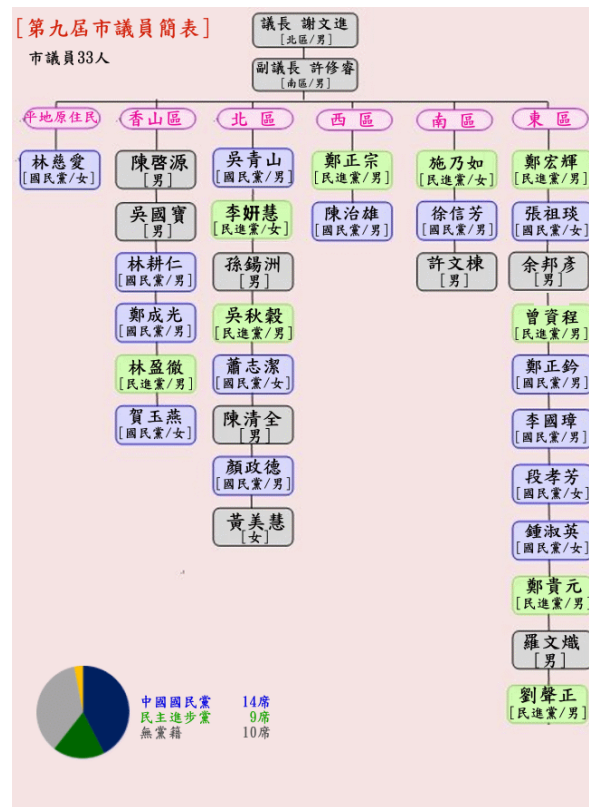 [第九屆市議員簡表]
市議員33人
議長 謝文進
[北區/男]
副議長 許修睿
[南區/男]
平地原住民
林慈愛
[國民黨/女]
香山區
陳啓源
[男]
吳國寶
[男]
林耕仁
[國民黨/男]
鄭成光
[國民黨/男]
林盈徹
[民進黨/男]
賀玉燕
[國民黨/女]
北區
吳青山
[國民黨/男]
李妍慧
[民進黨/女]
孫錫洲
[男]
吳秋穀
[民進黨/男]
蕭志潔
[國民黨/女]
陳清全
[男]
顏政德
[國民黨/男]
黃美慧
[女]
西區
鄭正宗
[民進黨/男]
陳治雄
[國民黨/男]
南區
施乃如
[民進黨/女]
徐信芳
[國民黨/男]
許文棟
[男]
東區
鄭宏輝
[民進黨/男]
張祖琰
[國民黨/女]
余邦彥
[男]
曾資程
[民進黨/男]
鄭正鈐
[國民黨/男]
李國璋
[國民黨/男]
段孝芳
[國民黨/女]
鍾淑英
[國民黨/女]
鄭貴元
[民進黨/男]
羅文熾
[男]
劉聲正
[民進黨/男]
中國國民黨 14席
民主進步黨 9席
無黨籍 10席